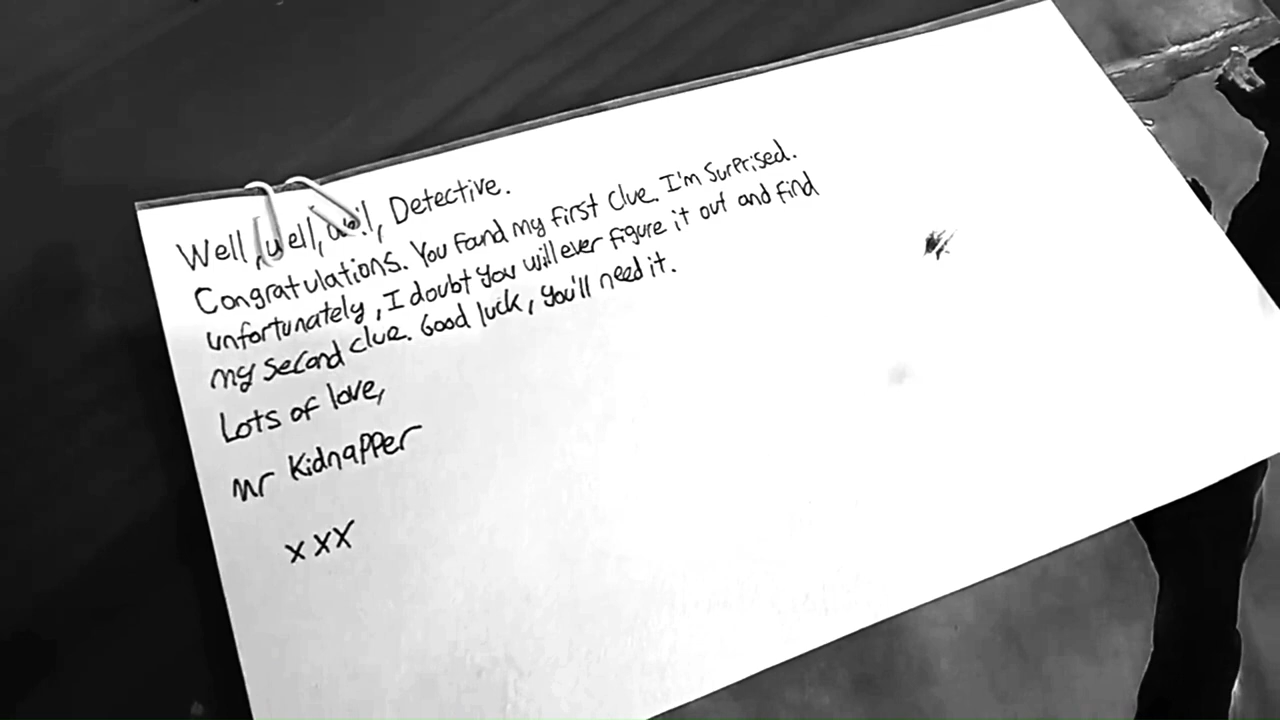 Well, well, well, Detective.
Congratulations. You found my first clue. I'm surprised.
unfortunately, I doubt you will ever figure it out and find
my second clue. Good luck, you'll need it.
Lots of love,
Mr Kidnapper
xxx